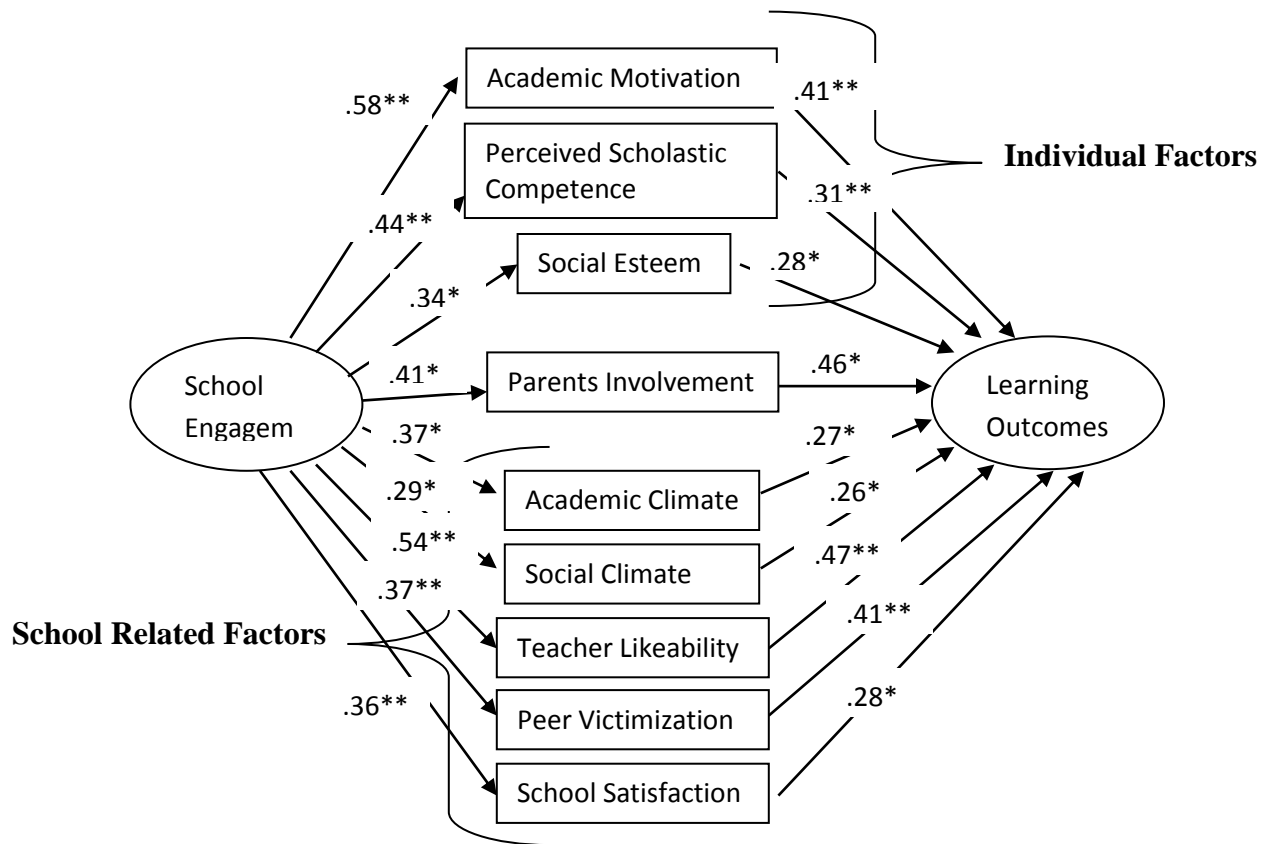 Academic Motivation
.58**
.41**
Perceived Scholastic
Competence
Individual Factors
.44**
.31**
Social Esteem
.28*
.34*
School
Engagem
.41*
Parents Involvement
.46*
Learning
Outcomes
.37*
.27*
.29*
Academic Climate
.26*
.54**
Social Climate
.47**
.37**
School Related Factors
Teacher Likeability
.41**
.36**
Peer Victimization
.28*
School Satisfaction